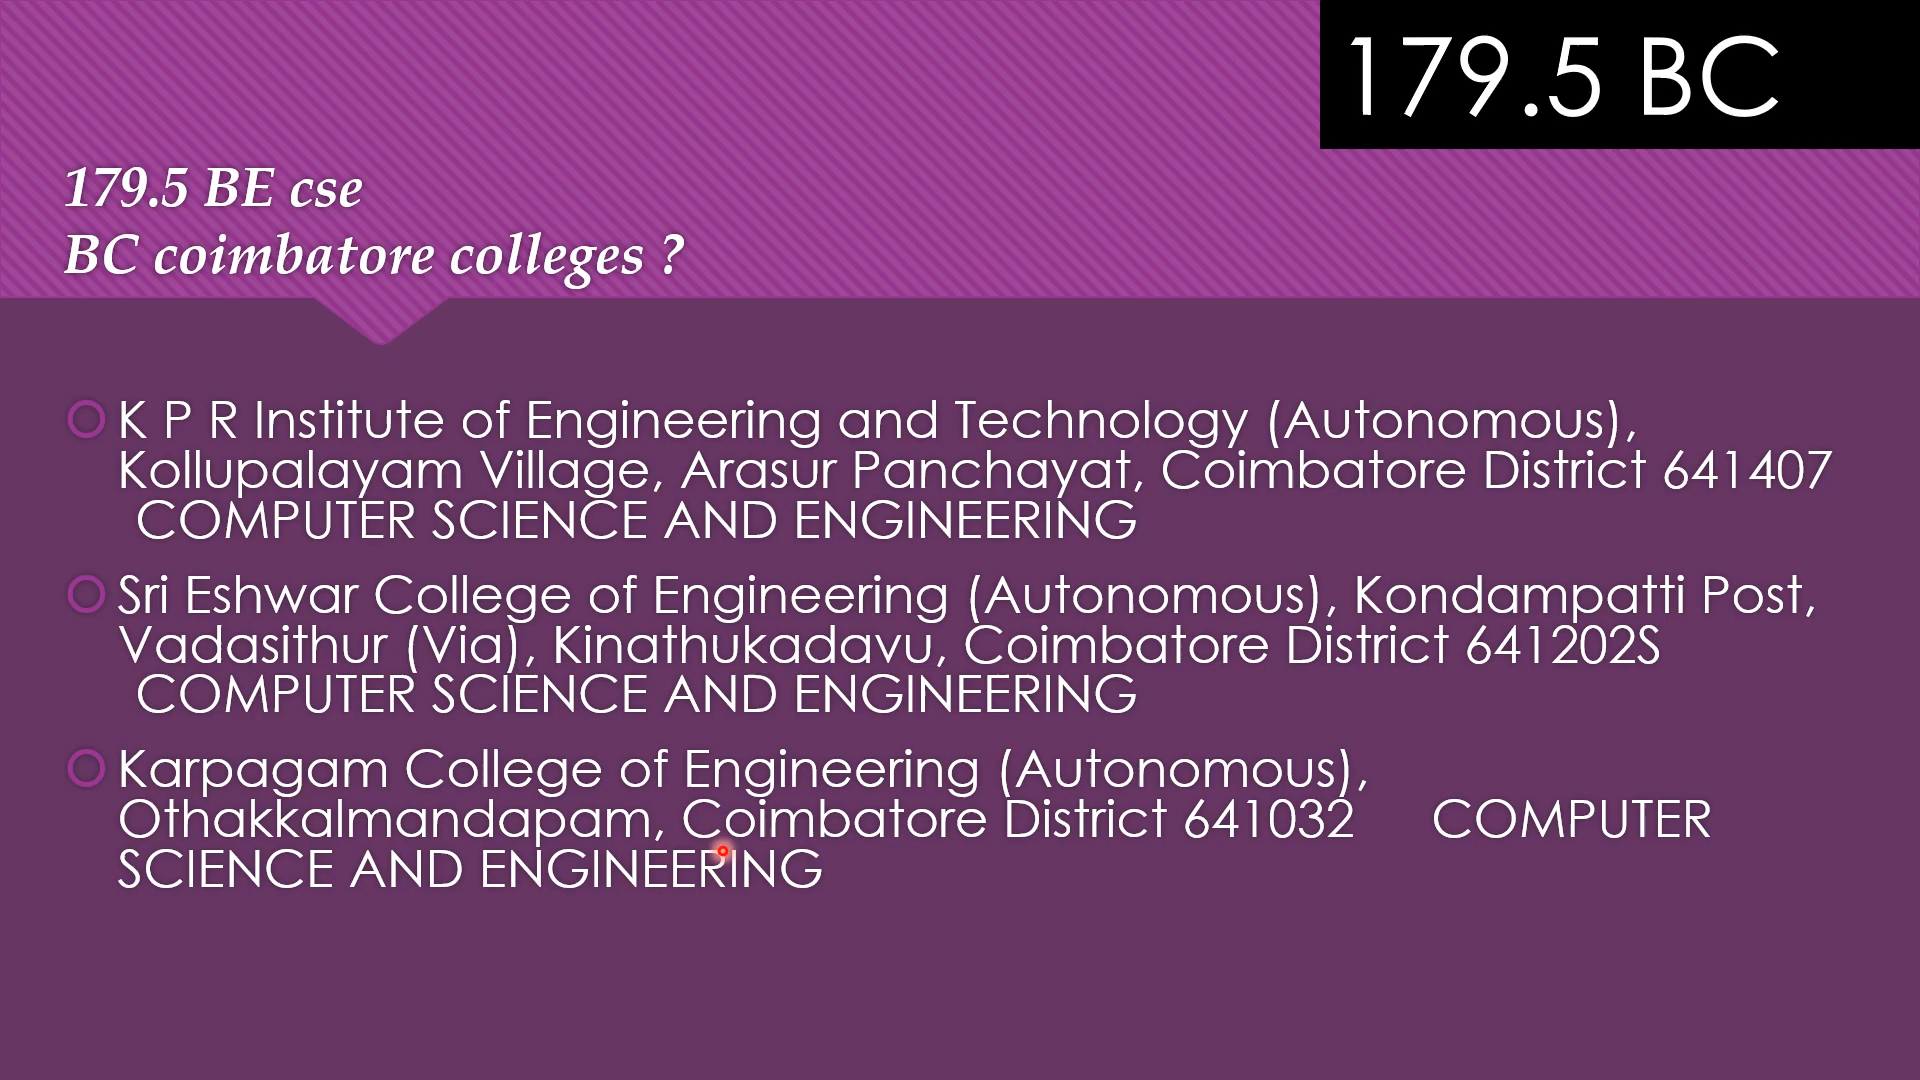 179.5 BC
179.5 BE cse
BC coimbatore colleges ?
K P R Institute of Engineering and Technology (Autonomous),
Kollupalayam Village, Arasur Panchayat, Coimbatore District 641407
COMPUTER SCIENCE AND ENGINEERING
Sri Eshwar College of Engineering (Autonomous), Kondampatti Post,
Vadasithur (Via), Kinathukadavu, Coimbatore District 641202S
COMPUTER SCIENCE AND ENGINEERING
Karpagam College of Engineering (Autonomous),
Othakkalmandapam, Coimbatore District 641032 COMPUTER
SCIENCE AND ENGINEERING